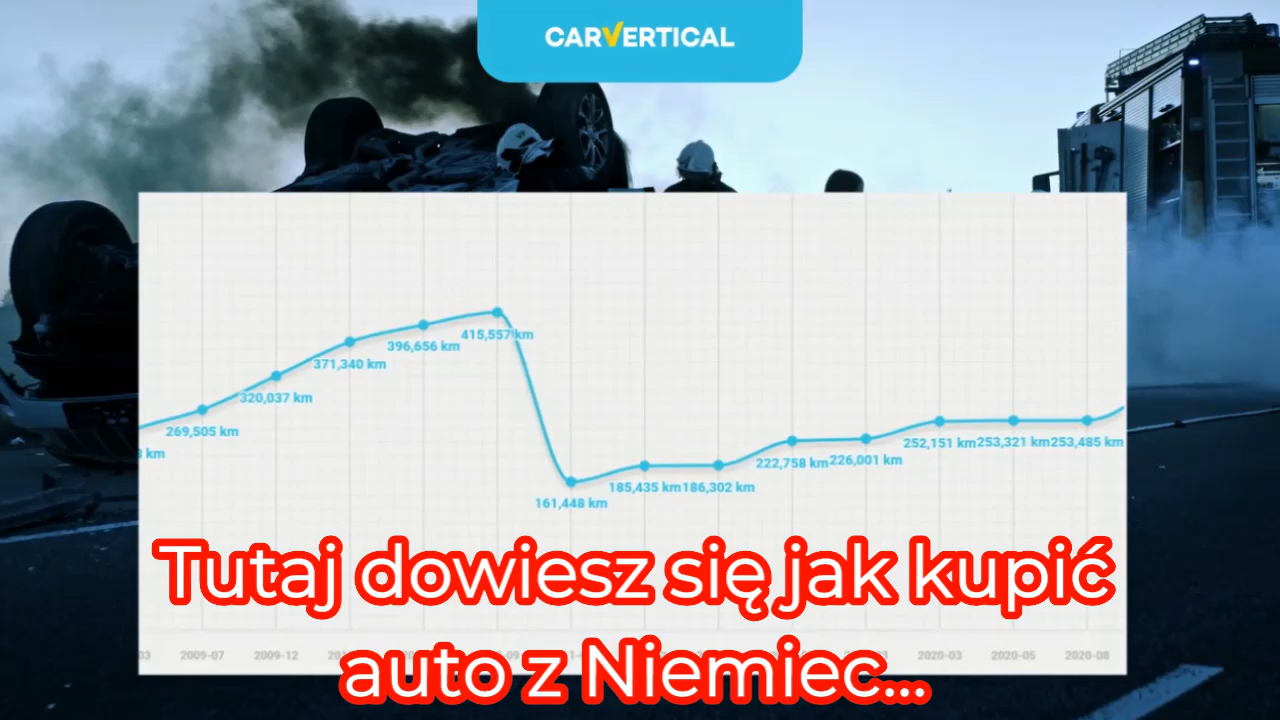 CARVERTICAL
415,557 km
396,656 km
371,340 km
320,037 km
269,505 km
km
252,151 km
253,321 km
253,485 km
222,758 km
226,001 km
185,435 km
186,302 km
161,448 km
Tutaj dowiesz się jak kupić
2009-07 2009-12 2020-03 2020-05 2020-08
auto z Niemiec...